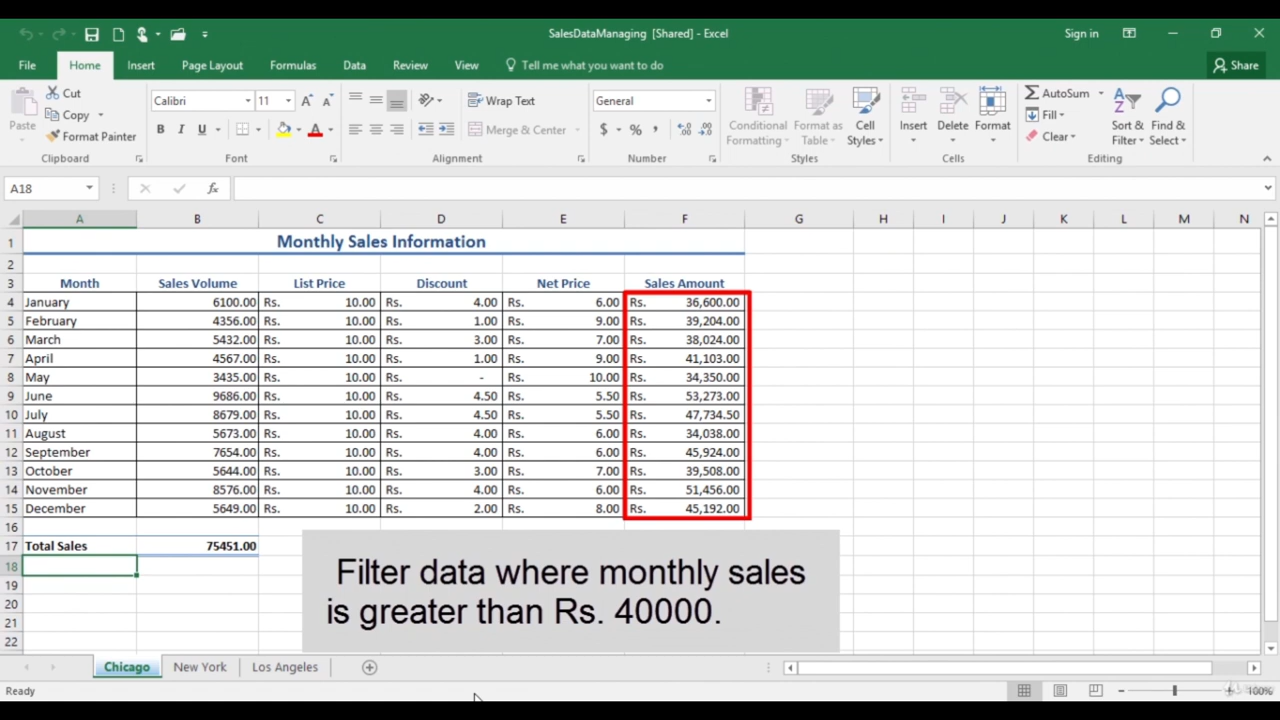 SalesDataManaging [Shared] - Excel
Sign in
File Home Insert Page Layout Formulas Data Review View Tell me what you want to do Share
Paste
Cut
Copy
Format Painter
Clipboard
Calibri 11
B I U
Font
Wrap Text
Merge & Center
Alignment
General
$ % ,
Number
Conditional Formatting
Format as Table
Cell Styles
Styles
Insert Delete Format
Cells
AutoSum
Fill
Clear
Sort & Filter
Find & Select
Editing
A18
fx
A B C D E F G H I J K L M N
1 Monthly Sales Information
2
3 Month Sales Volume List Price Discount Net Price Sales Amount
4 January 6100.00 Rs. 10.00 Rs. 4.00 Rs. 6.00 Rs. 36,600.00
5 February 4356.00 Rs. 10.00 Rs. 1.00 Rs. 9.00 Rs. 39,204.00
6 March 5432.00 Rs. 10.00 Rs. 3.00 Rs. 7.00 Rs. 38,024.00
7 April 4567.00 Rs. 10.00 Rs. 1.00 Rs. 9.00 Rs. 41,103.00
8 May 3435.00 Rs. 10.00 Rs. - Rs. 10.00 Rs. 34,350.00
9 June 9686.00 Rs. 10.00 Rs. 4.50 Rs. 5.50 Rs. 53,273.00
10 July 8679.00 Rs. 10.00 Rs. 4.50 Rs. 5.50 Rs. 47,734.50
11 August 5673.00 Rs. 10.00 Rs. 4.00 Rs. 6.00 Rs. 34,038.00
12 September 7654.00 Rs. 10.00 Rs. 4.00 Rs. 6.00 Rs. 45,924.00
13 October 5644.00 Rs. 10.00 Rs. 3.00 Rs. 7.00 Rs. 39,508.00
14 November 8576.00 Rs. 10.00 Rs. 4.00 Rs. 6.00 Rs. 51,456.00
15 December 5649.00 Rs. 10.00 Rs. 2.00 Rs. 8.00 Rs. 45,192.00
16
17 Total Sales 75451.00
18
19
20
21
22
Filter data where monthly sales
is greater than Rs. 40000.
Chicago New York Los Angeles
Ready
100%